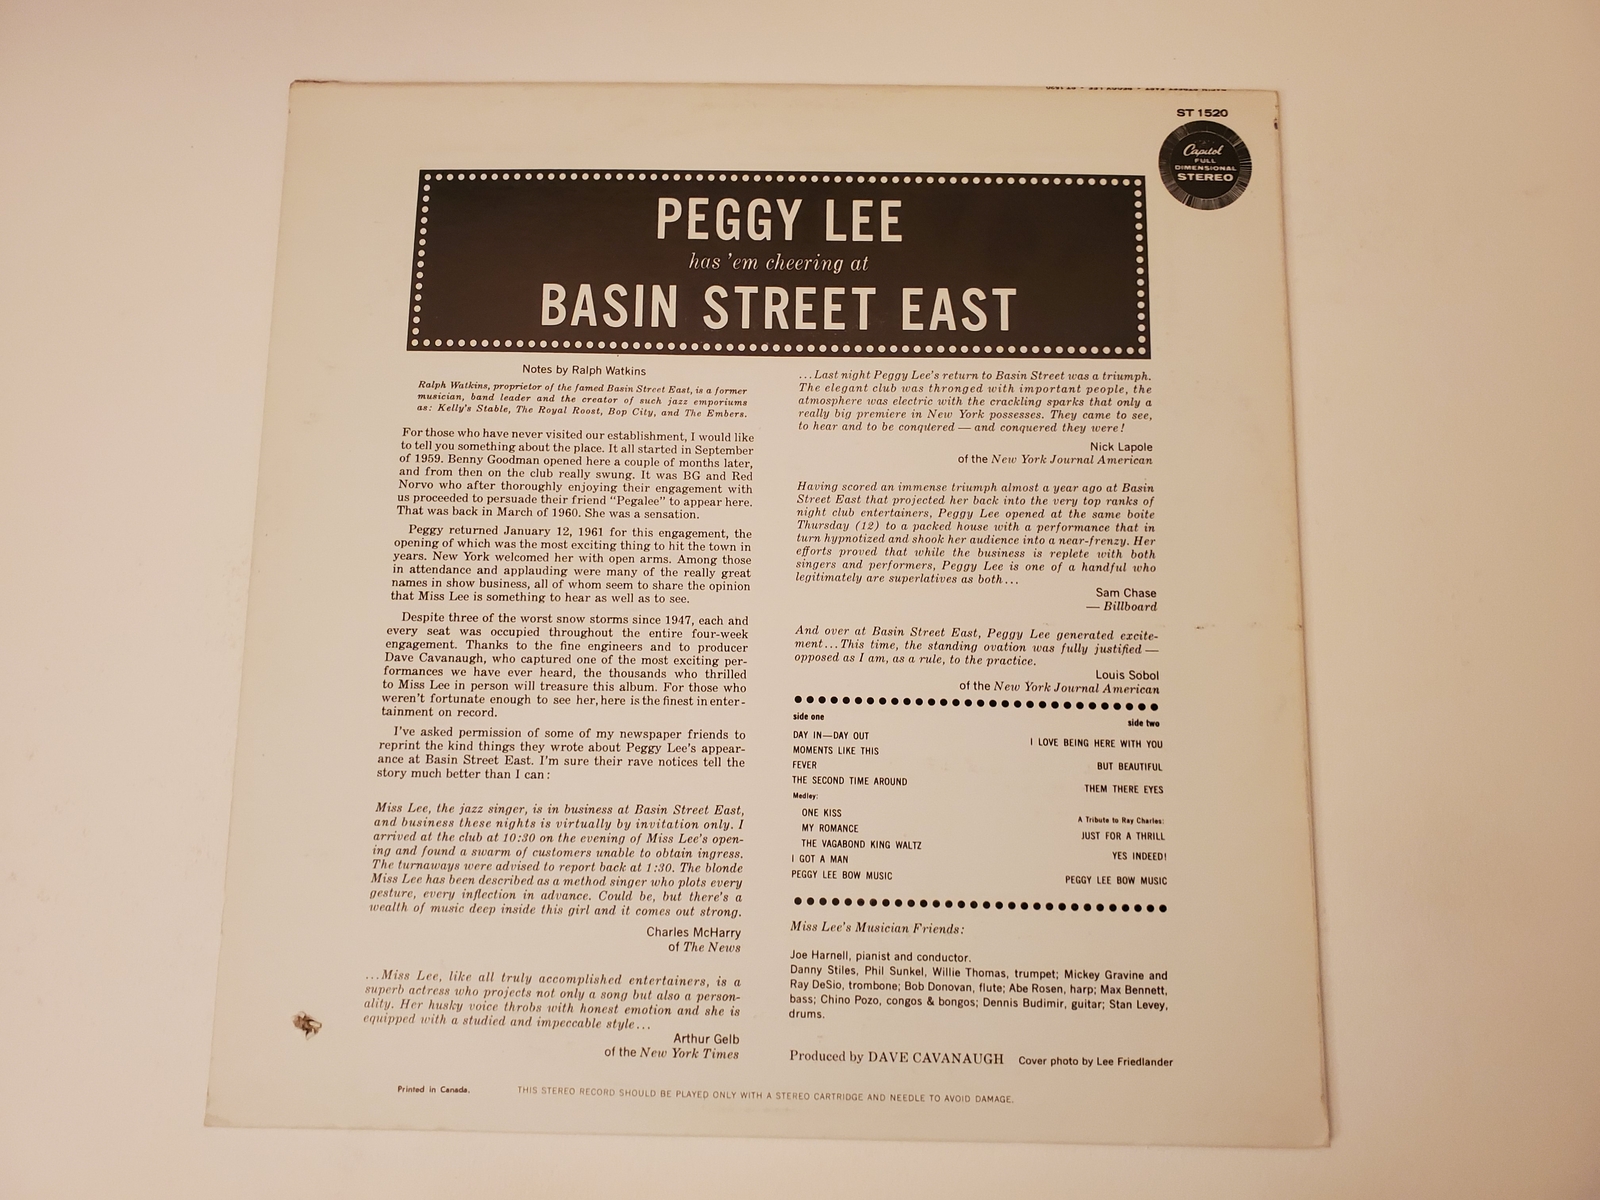 ST 1520
Capitol
FULL
DIMENSIONAL
STEREO
PEGGY LEE
has 'em cheering at
BASIN STREET EAST
Notes by Ralph Watkins
Ralph Watkins, proprietor of the famed Basin Street East, is a former
musician, band leader and the creator of such jazz emporiums
as: Kelly's Stable, The Royal Roost, Bop City, and The Embers.
For those who have never visited our establishment, I would like
to tell you something about the place. It all started in September
of 1959. Benny Goodman opened here a couple of months later,
and from then on the club really swung. It was BG and Red
Norvo who after thoroughly enjoying their engagement with
us proceeded to persuade their friend "Pegalee" to appear here.
That was back in March of 1960. She was a sensation.
Peggy returned January 12, 1961 for this engagement, the
opening of which was the most exciting thing to hit the town in
years. New York welcomed her with open arms. Among those
in attendance and applauding were many of the really great
names in show business, all of whom seem to share the opinion
that Miss Lee is something to hear as well as to see.
Despite three of the worst snow storms since 1947, each and
every seat was occupied throughout the entire four-week
engagement. Thanks to the fine engineers and to producer
Dave Cavanaugh, who captured one of the most exciting per-
formances we have ever heard, the thousands who thrilled
to Miss Lee in person will treasure this album. For those who
weren't fortunate enough to see her, here is the finest in enter-
tainment on record.
I've asked permission of some of my newspaper friends to
reprint the kind things they wrote about Peggy Lee's appear-
ance at Basin Street East. I'm sure their rave notices tell the
story much better than I can:
Miss Lee, the jazz singer, is in business at Basin Street East,
and business these nights is virtually by invitation only. I
arrived at the club at 10:30 on the evening of Miss Lee's open-
ing and found a swarm of customers unable to obtain ingress.
The turnaways were advised to report back at 1:30. The blonde
Miss Lee has been described as a method singer who plots every
gesture, every inflection in advance. Could be, but there's a
wealth of music deep inside this girl and it comes out strong.
Charles McHarry
of The News
...Miss Lee, like all truly accomplished entertainers, is a
superb actress who projects not only a song but also a person-
ality. Her husky voice throbs with honest emotion and she is
equipped with a studied and impeccable style...
Arthur Gelb
of the New York Times
...Last night Peggy Lee's return to Basin Street was a triumph.
The elegant club was thronged with important people, the
atmosphere was electric with the crackling sparks that only a
really big premiere in New York possesses. They came to see,
to hear and to be conquered — and conquered they were!
Nick Lapole
of the New York Journal American
Having scored an immense triumph almost a year ago at Basin
Street East that projected her back into the very top ranks of
night club entertainers, Peggy Lee opened at the same boite
Thursday (12) to a packed house with a performance that in
turn hypnotized and shook her audience into a near-frenzy. Her
efforts proved that while the business is replete with both
singers and performers, Peggy Lee is one of a handful who
legitimately are superlatives as both...
Sam Chase
— Billboard
And over at Basin Street East, Peggy Lee generated excite-
ment...This time, the standing ovation was fully justified —
opposed as I am, as a rule, to the practice.
Louis Sobol
of the New York Journal American
side one
DAY IN—DAY OUT
MOMENTS LIKE THIS
FEVER
THE SECOND TIME AROUND
Medley:
ONE KISS
MY ROMANCE
THE VAGABOND KING WALTZ
I GOT A MAN
PEGGY LEE BOW MUSIC
side two
I LOVE BEING HERE WITH YOU
BUT BEAUTIFUL
THEM THERE EYES
A Tribute to Ray Charles:
JUST FOR A THRILL
YES INDEED!
PEGGY LEE BOW MUSIC
Miss Lee's Musician Friends:
Joe Harnell, pianist and conductor.
Danny Stiles, Phil Sunkel, Willie Thomas, trumpet; Mickey Gravine and
Ray DeSio, trombone; Bob Donovan, flute; Abe Rosen, harp; Max Bennett,
bass; Chino Pozo, congos & bongos; Dennis Budimir, guitar; Stan Levey,
drums.
Produced by DAVE CAVANAUGH Cover photo by Lee Friedlander
Printed in Canada. THIS STEREO RECORD SHOULD BE PLAYED ONLY WITH A STEREO CARTRIDGE AND NEEDLE TO AVOID DAMAGE.